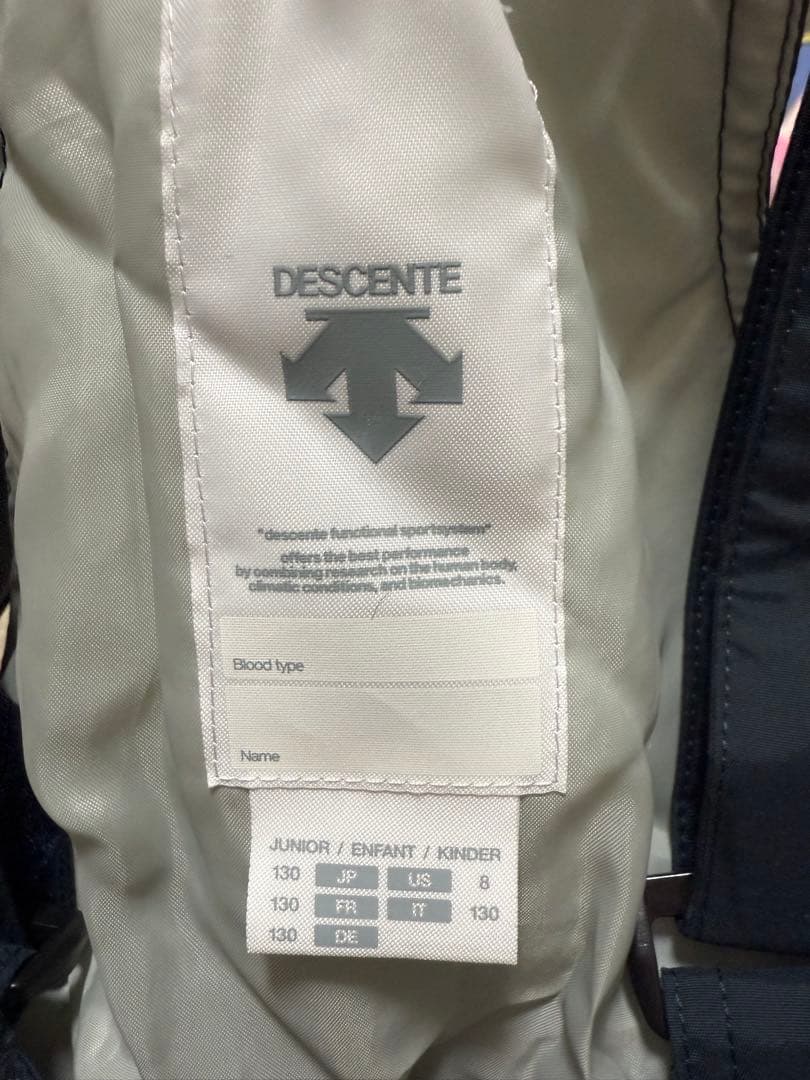 DESCENTE
"descente functional sportsystem"
offers the best performance
by combining research on the human body,
climatic conditions, and biomechanics.
Blood type
Name
JUNIOR / ENFANT / KINDER
130 JP US 8
130 FR IT 130
130 DE